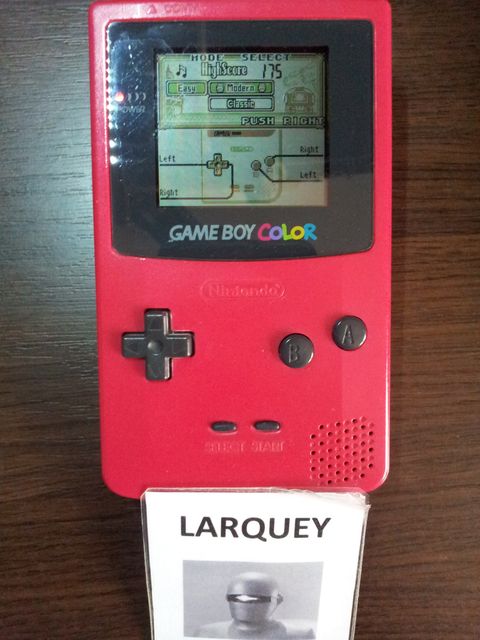 MODE SELECT
HighScore 175
Easy Modern
Classic
PUSH RIGHT
Right
Left
Left
Right
POWER
GAME BOY COLOR
Nintendo
B A
SELECT START
LARQUEY